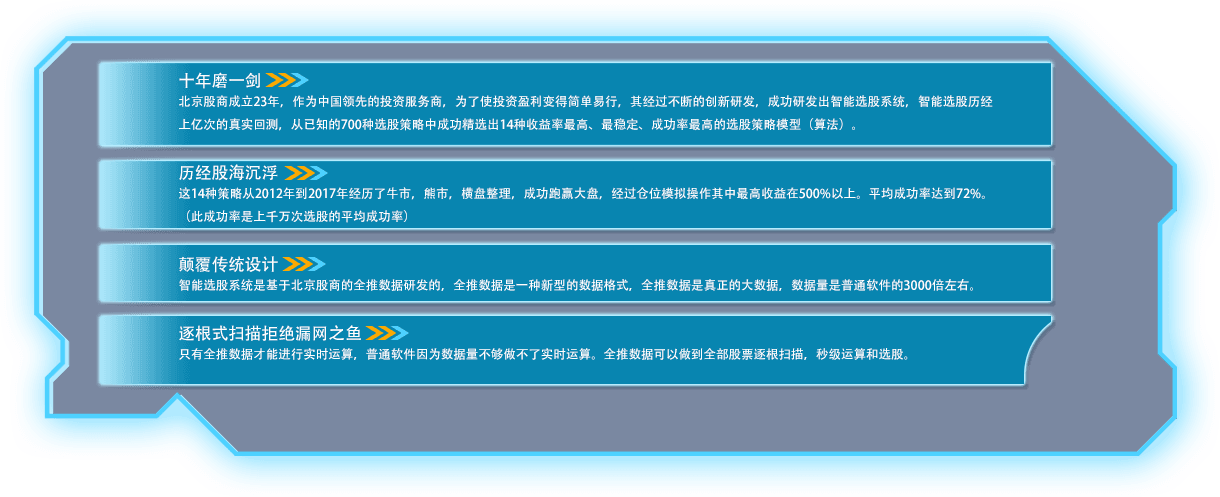 十年磨一剑
北京股商成立23年，作为中国领先的投资服务商，为了使投资盈利变得简单易行，其经过不断的创新研发，成功研发出智能选股系统，智能选股历经
上亿次的真实回测，从已知的700种选股策略中成功精选出14种收益率最高、最稳定、成功率最高的选股策略模型（算法）。
历经股海沉浮
这14种策略从2012年到2017年经历了牛市，熊市，横盘整理，成功跑赢大盘，经过仓位模拟操作其中最高收益在500%以上。平均成功率达到72%。
（此成功率是上千万次选股的平均成功率）
颠覆传统设计
智能选股系统是基于北京股商的全推数据研发的，全推数据是一种新型的数据格式，全推数据是真正的大数据，数据量是普通软件的3000倍左右。
逐根式扫描拒绝漏网之鱼
只有全推数据才能进行实时运算，普通软件因为数据量不够做不了实时运算。全推数据可以做到全部股票逐根扫描，秒级运算和选股。